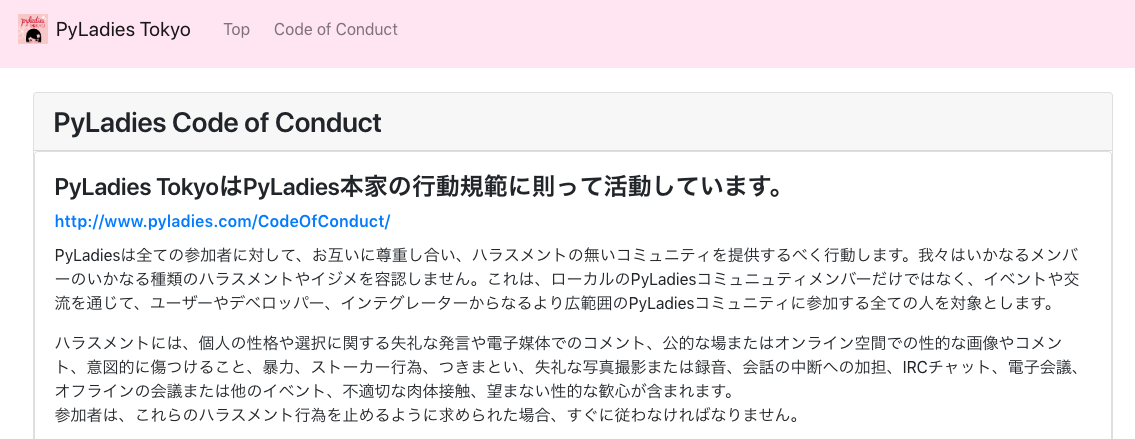 PyLadies Tokyo Top Code of Conduct
PyLadies Code of Conduct
PyLadies TokyoはPyLadies本家の行動規範に則って活動しています。
http://www.pyladies.com/CodeOfConduct/
PyLadiesは全ての参加者に対して、お互いに尊重し合い、ハラスメントの無いコミュニティを提供するべく行動します。我々はいかなるメンバ
ーのいかなる種類のハラスメントやイジメを容認しません。これは、ローカルのPyLadiesコミュニュティメンバーだけではなく、イベントや交
流を通じて、ユーザーやデベロッパー、インテグレーターからなるより広範囲のPyLadiesコミュニティに参加する全ての人を対象とします。
ハラスメントには、個人の性格や選択に関する失礼な発言や電子媒体でのコメント、公的な場またはオンライン空間での性的な画像やコメン
ト、意図的に傷つけること、暴力、ストーカー行為、つきまとい、失礼な写真撮影または録音、会話の中断への加担、IRCチャット、電子会議、
オフラインの会議または他のイベント、不適切な肉体接触、望まない性的な歓心が含まれます。
参加者は、これらのハラスメント行為を止めるように求められた場合、すぐに従わなければなりません。